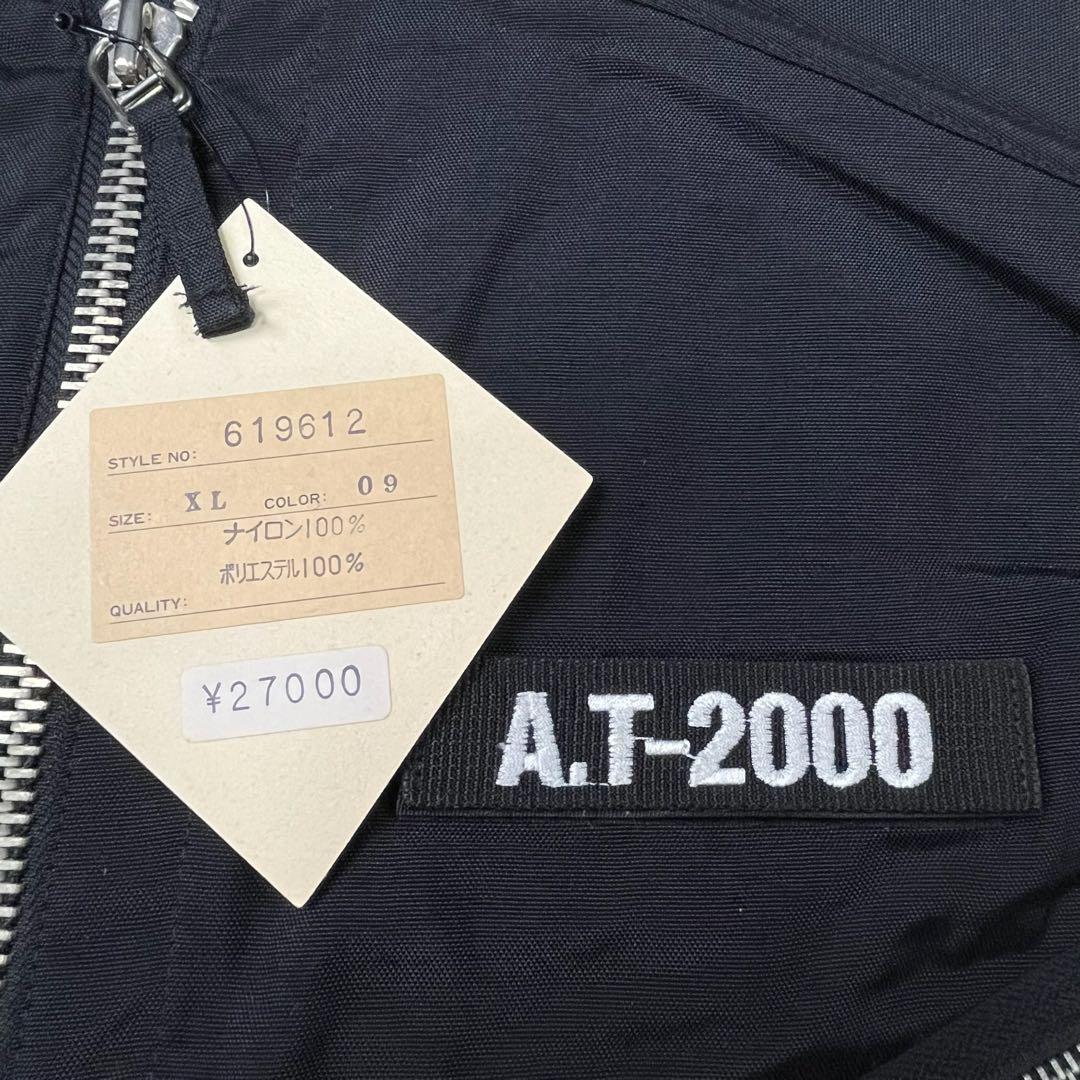 STYLE NO: 619612
SIZE: XL COLOR: 09
ナイロン100%
ポリエステル100%
QUALITY:
¥27000
A.T-2000